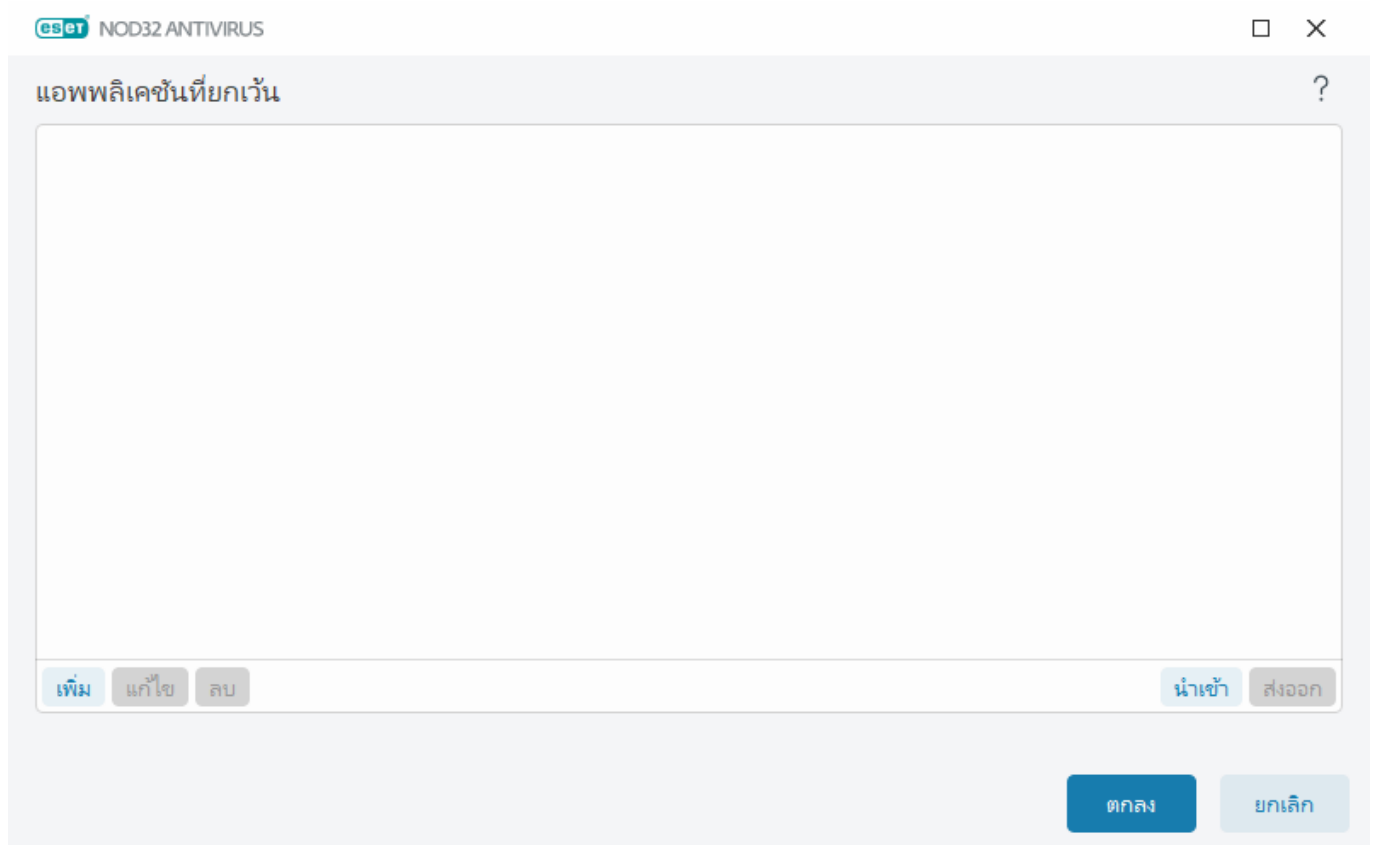 eset NOD32 ANTIVIRUS
แอพพลิเคชันที่ยกเว้น ?
เพิ่ม แก้ไข ลบ นำเข้า ส่งออก
ตกลง ยกเลิก